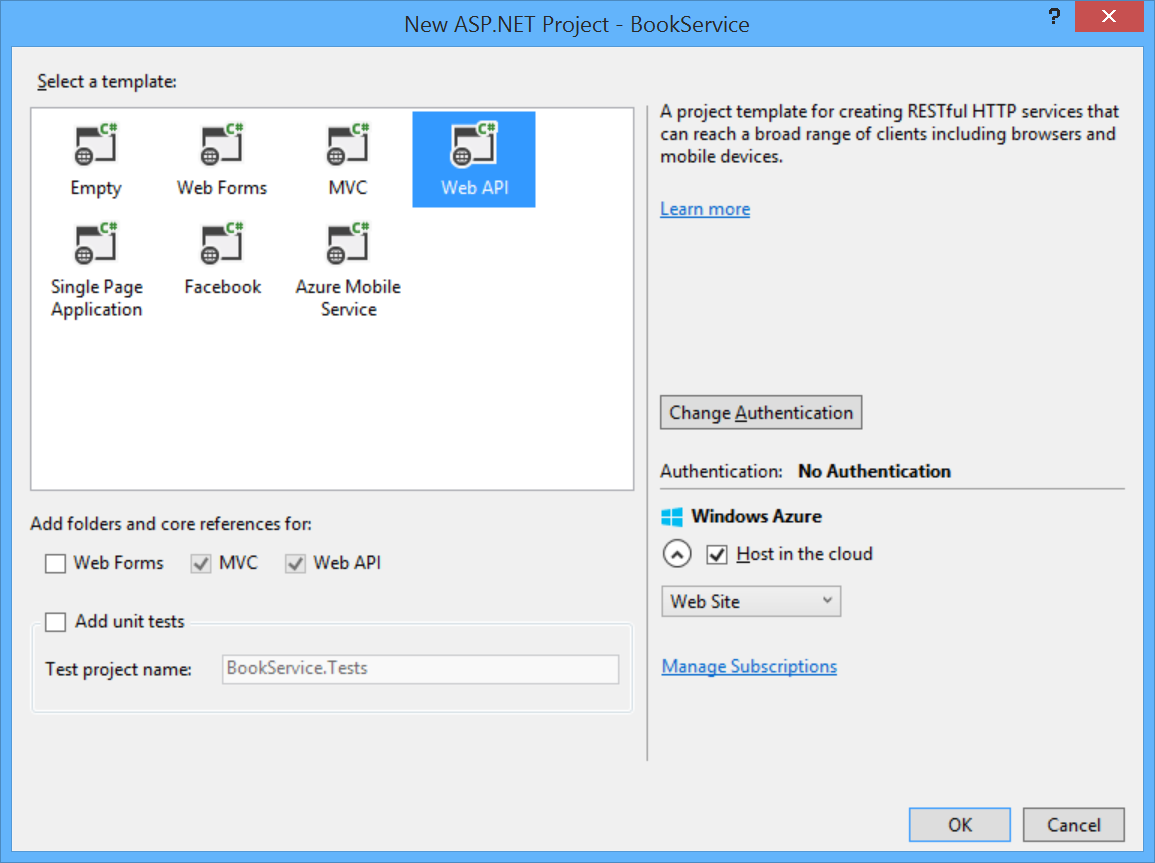 New ASP.NET Project - BookService
?
Select a template:
C# C# C# C#
Empty Web Forms MVC Web API
C# C# C#
Single Page Application
Facebook
Azure Mobile Service
A project template for creating RESTful HTTP services that
can reach a broad range of clients including browsers and
mobile devices.
Learn more
Change Authentication
Authentication: No Authentication
Windows Azure
Host in the cloud
Web Site
Manage Subscriptions
Add folders and core references for:
Web Forms MVC Web API
Add unit tests
Test project name: BookService.Tests
OK Cancel